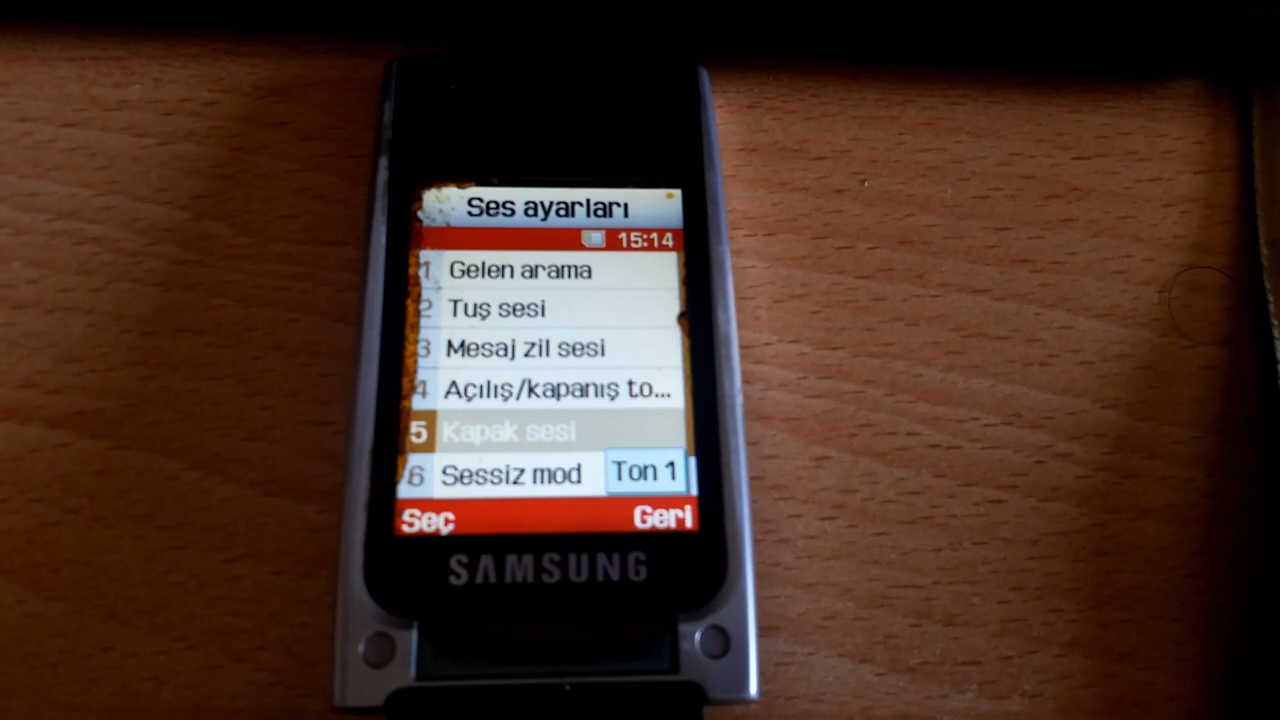 Ses ayarları
15:14
1 Gelen arama
2 Tuş sesi
3 Mesaj zil sesi
4 Açılış/kapanış to...
5 Kapak sesi
6 Sessiz mod Ton 1
Seç Geri
SAMSUNG